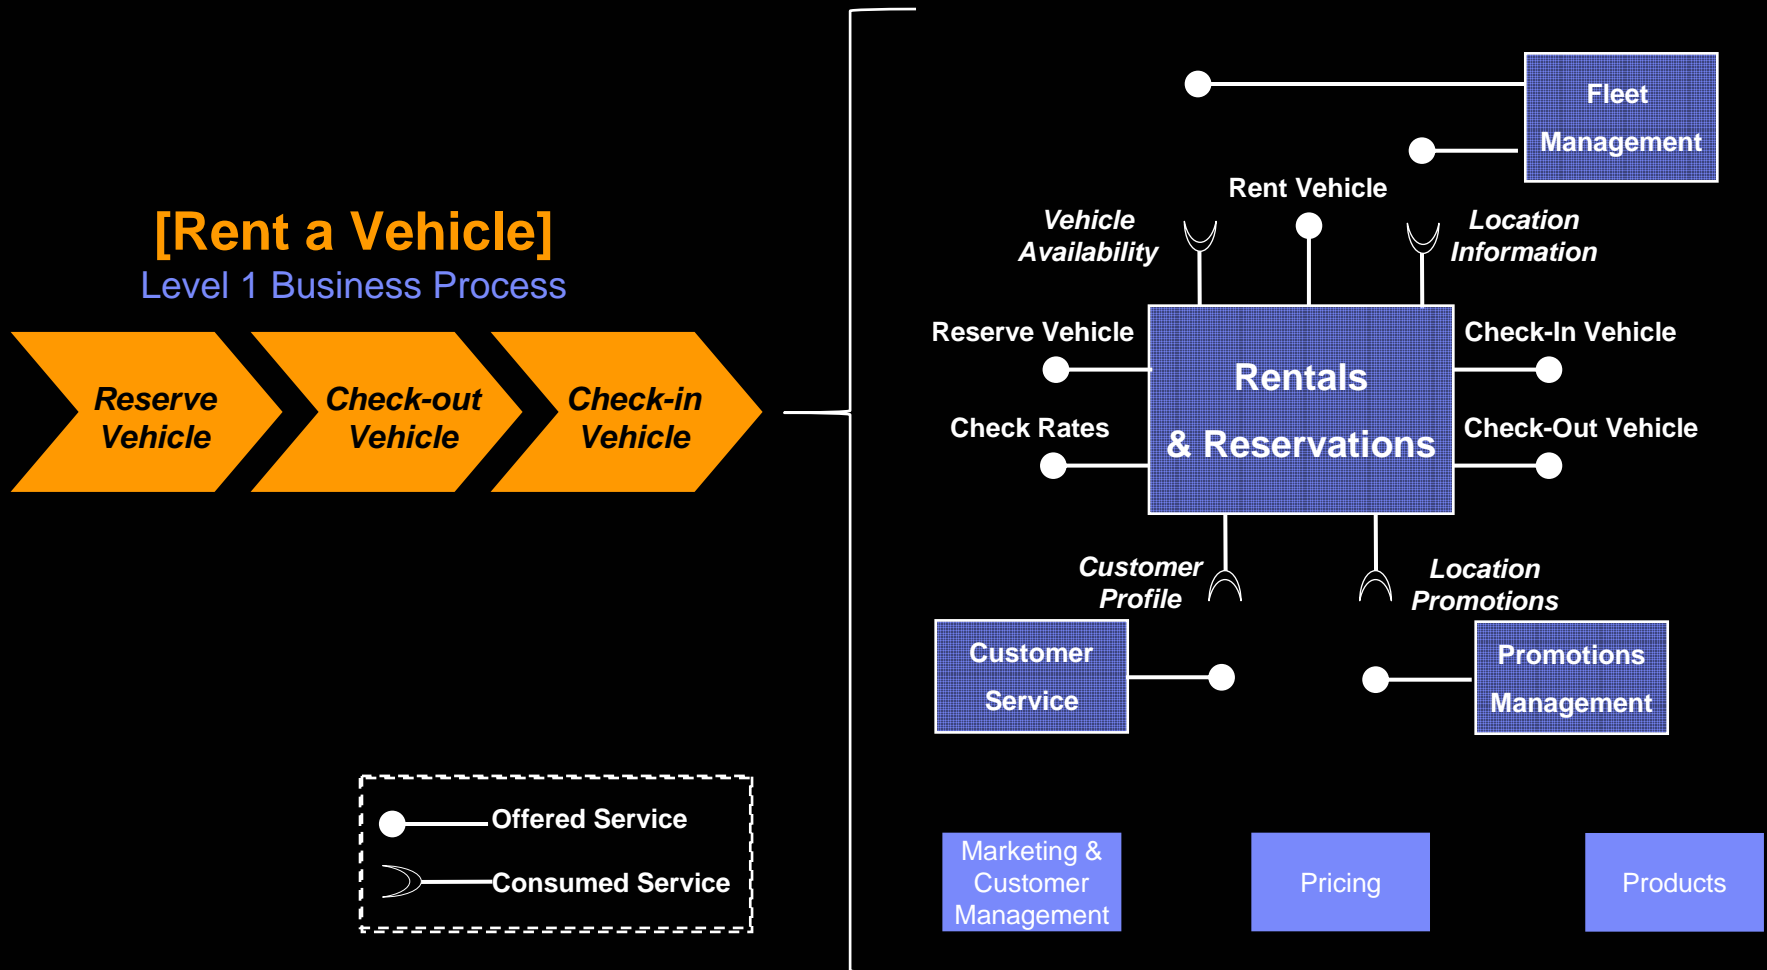 [Rent a Vehicle]
Level 1 Business Process
Reserve
Vehicle
Check-out
Vehicle
Check-in
Vehicle
Offered Service
Consumed Service
Fleet
Management
Rent Vehicle
Vehicle
Availability
Location
Information
Reserve Vehicle
Check-In Vehicle
Rentals
& Reservations
Check Rates
Check-Out Vehicle
Customer
Profile
Location
Promotions
Customer
Service
Promotions
Management
Marketing &
Customer
Management
Pricing
Products